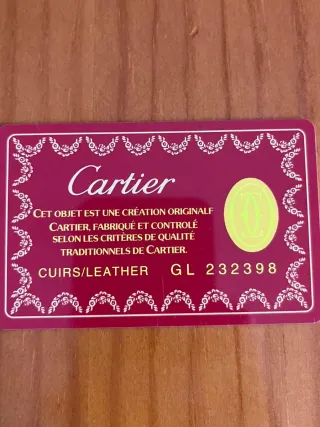 Cartier
CET OBJET EST UNE CRÉATION ORIGINALE
CARTIER, FABRIQUÉ ET CONTROLÉ
SELON LES CRITÈRES DE QUALITÉ
TRADITIONNELS DE CARTIER.
CUIRS/LEATHER GL 232398